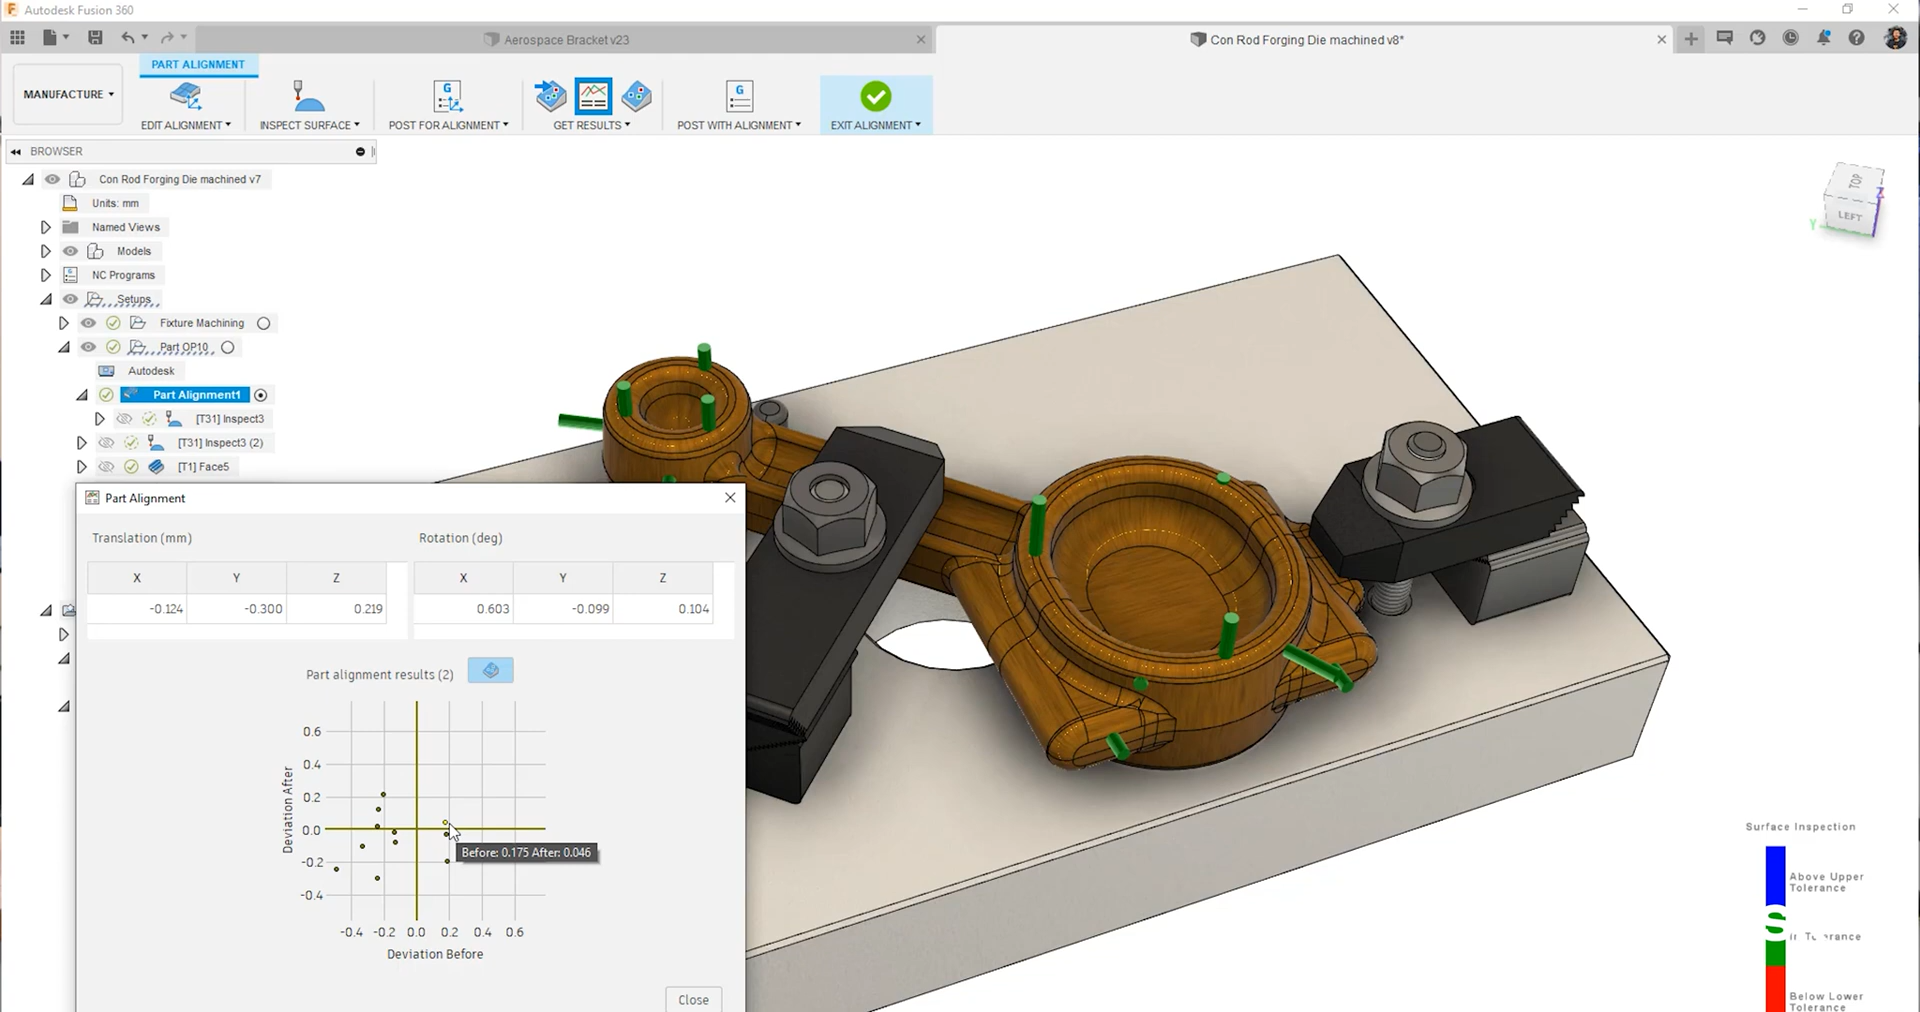 Autodesk Fusion 360
Aerospace Bracket v23
Con Rod Forging Die machined v8*
MANUFACTURE
PART ALIGNMENT
EDIT ALIGNMENT
INSPECT SURFACE
G
POST FOR ALIGNMENT
GET RESULTS
G
POST WITH ALIGNMENT
EXIT ALIGNMENT
BROWSER
Con Rod Forging Die machined v7
Units: mm
Named Views
Models
NC Programs
Setups
Fixture Machining
Part OP10
Autodesk
Part Alignment1
[T31] Inspect3
[T31] Inspect3 (2)
[T1] Face5
TOP
LEFT
Y
Z
Part Alignment
Translation (mm)
X Y Z
-0.124 -0.300 0.219
Rotation (deg)
X Y Z
0.603 -0.099 0.104
Part alignment results (2)
Deviation After
0.6
0.4
0.2
0.0
-0.2
-0.4
Before: 0.175 After: 0.046
-0.4 -0.2 0.0 0.2 0.4 0.6
Deviation Before
Close
Surface Inspection
Above Upper
Tolerance
Below Lower
Tolerance